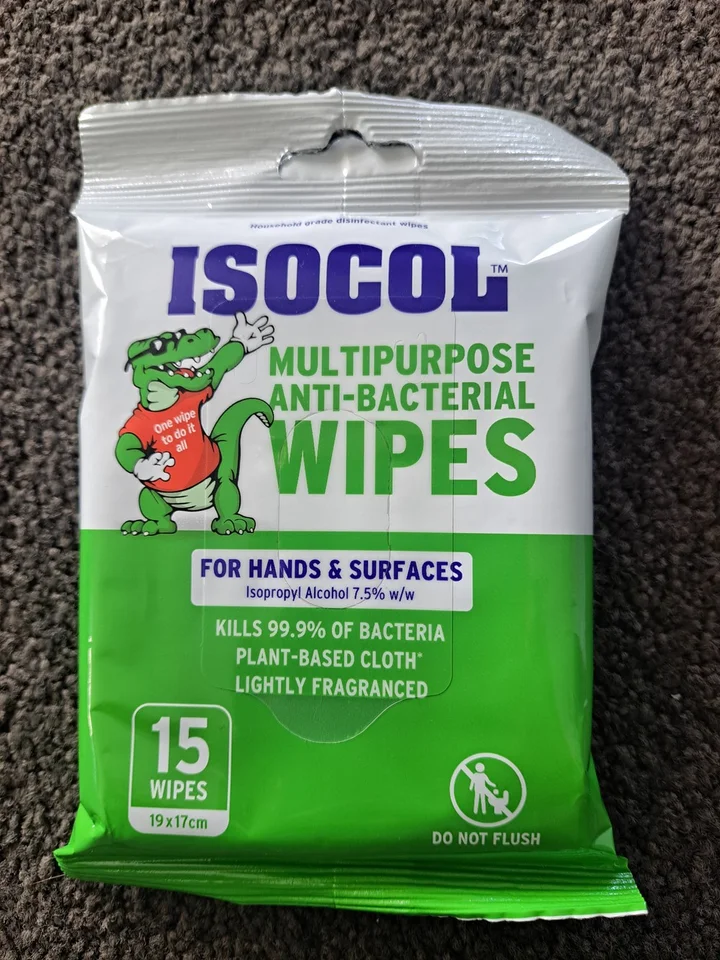 Household grade disinfectant wipes
ISOCOL™
MULTIPURPOSE
ANTI-BACTERIAL
WIPES
One wipe
to do it
all
FOR HANDS & SURFACES
Isopropyl Alcohol 7.5% w/w
KILLS 99.9% OF BACTERIA
PLANT-BASED CLOTH*
LIGHTLY FRAGRANCED
15
WIPES
19x17cm
DO NOT FLUSH